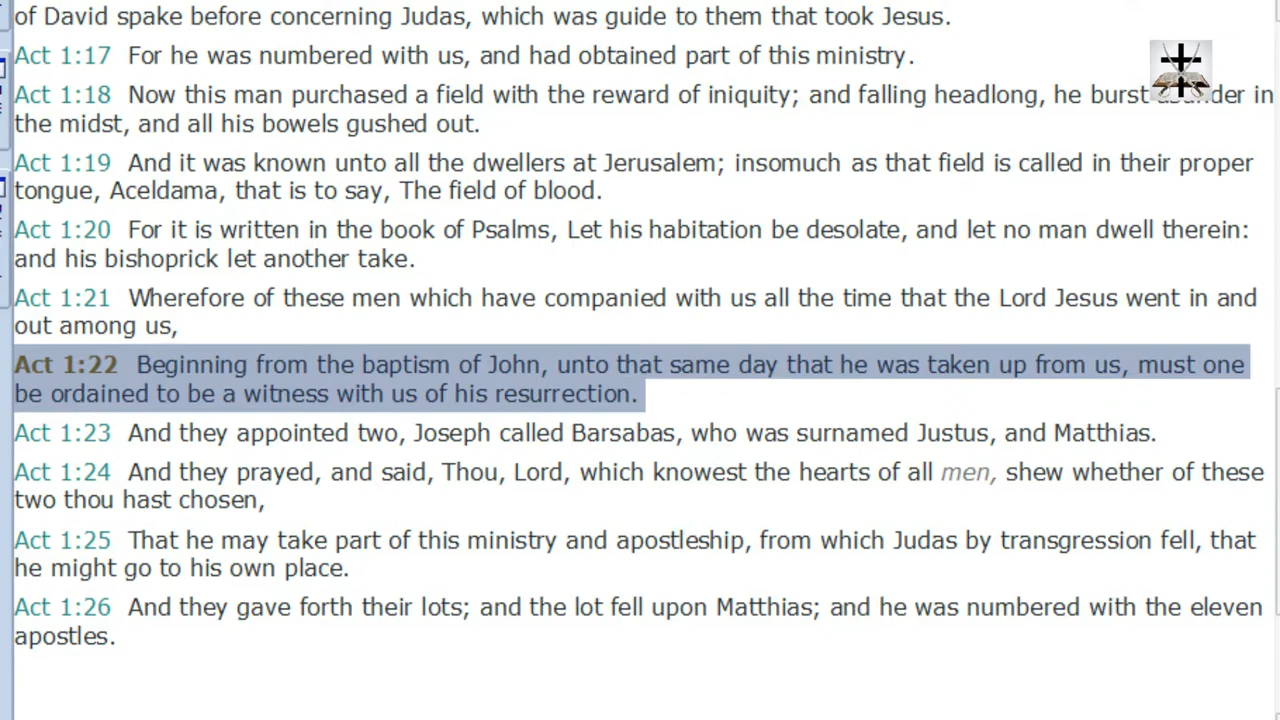 of David spake before concerning Judas, which was guide to them that took Jesus.
Act 1:17 For he was numbered with us, and had obtained part of this ministry.
Act 1:18 Now this man purchased a field with the reward of iniquity; and falling headlong, he burst asunder in
the midst, and all his bowels gushed out.
Act 1:19 And it was known unto all the dwellers at Jerusalem; insomuch as that field is called in their proper
tongue, Aceldama, that is to say, The field of blood.
Act 1:20 For it is written in the book of Psalms, Let his habitation be desolate, and let no man dwell therein:
and his bishoprick let another take.
Act 1:21 Wherefore of these men which have companied with us all the time that the Lord Jesus went in and
out among us,
Act 1:22 Beginning from the baptism of John, unto that same day that he was taken up from us, must one
be ordained to be a witness with us of his resurrection.
Act 1:23 And they appointed two, Joseph called Barsabas, who was surnamed Justus, and Matthias.
Act 1:24 And they prayed, and said, Thou, Lord, which knowest the hearts of all men, shew whether of these
two thou hast chosen,
Act 1:25 That he may take part of this ministry and apostleship, from which Judas by transgression fell, that
he might go to his own place.
Act 1:26 And they gave forth their lots; and the lot fell upon Matthias; and he was numbered with the eleven
apostles.